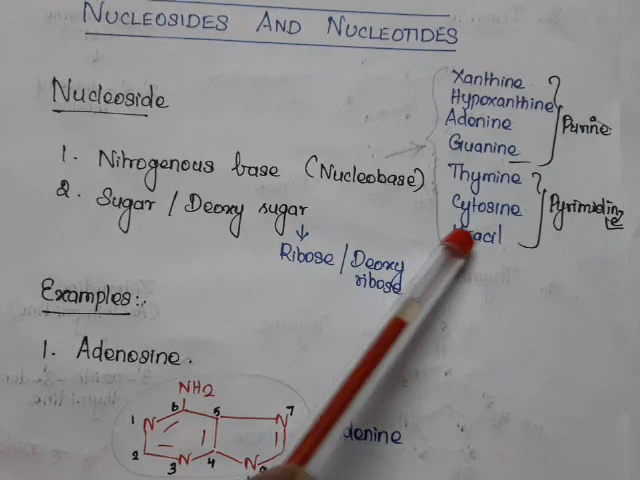 NUCLEOSIDES AND NUCLEOTIDES
Nucleoside
1. Nitrogenous base (Nucleobase)
2. Sugar / Deoxy sugar
Ribose / Deoxy
ribose
Xanthine
Hypoxanthine
Adenine
Guanine
Purine
Thymine
Cytosine
Pyrimidine
Examples:
1. Adenosine.
NH2
6
5
7
1
N
N
2
3
N
4
N
9